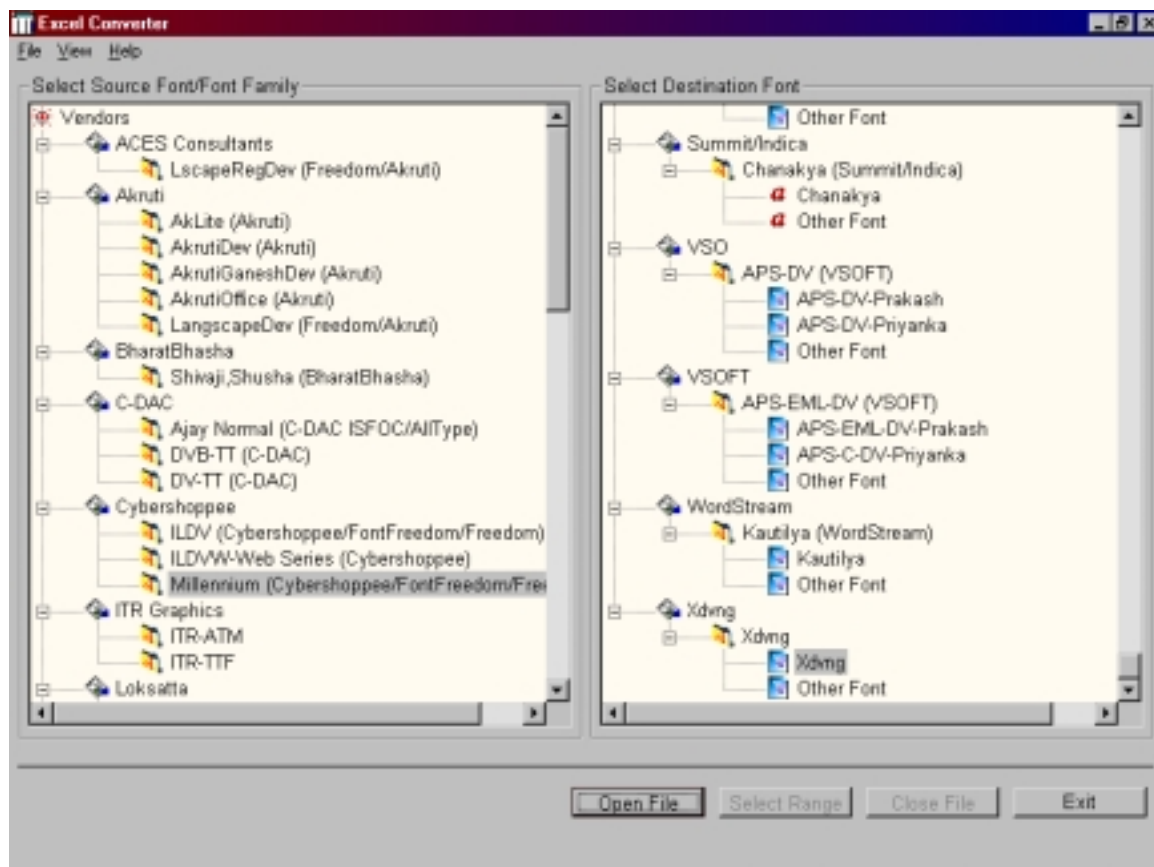 Excel Converter
File View Help
Select Source Font/Font Family
Vendors
ACES Consultants
LscapeRegDev (Freedom/Akruti)
Akruti
AkLite (Akruti)
AkrutiDev (Akruti)
AkrutiGaneshDev (Akruti)
AkrutiOffice (Akruti)
LangscapeDev (Freedom/Akruti)
BharatBhasha
Shivaji,Shusha (BharatBhasha)
C-DAC
Ajay Normal (C-DAC ISFOC/AllType)
DVB-TT (C-DAC)
DV-TT (C-DAC)
Cybershoppee
ILDV (Cybershoppee/FontFreedom/Freedom)
ILDVW-Web Series (Cybershoppee)
Millennium (Cybershoppee/FontFreedom/Free
ITR Graphics
ITR-ATM
ITR-TTF
Loksatta
Select Destination Font
Other Font
Summit/Indica
Chanakya (Summit/Indica)
Chanakya
Other Font
VSO
APS-DV (VSOFT)
APS-DV-Prakash
APS-DV-Priyanka
Other Font
VSOFT
APS-EML-DV (VSOFT)
APS-EML-DV-Prakash
APS-C-DV-Priyanka
Other Font
WordStream
Kautilya (WordStream)
Kautilya
Other Font
Xdvng
Xdvng
Xdvng
Other Font
Open File Select Range Close File Exit